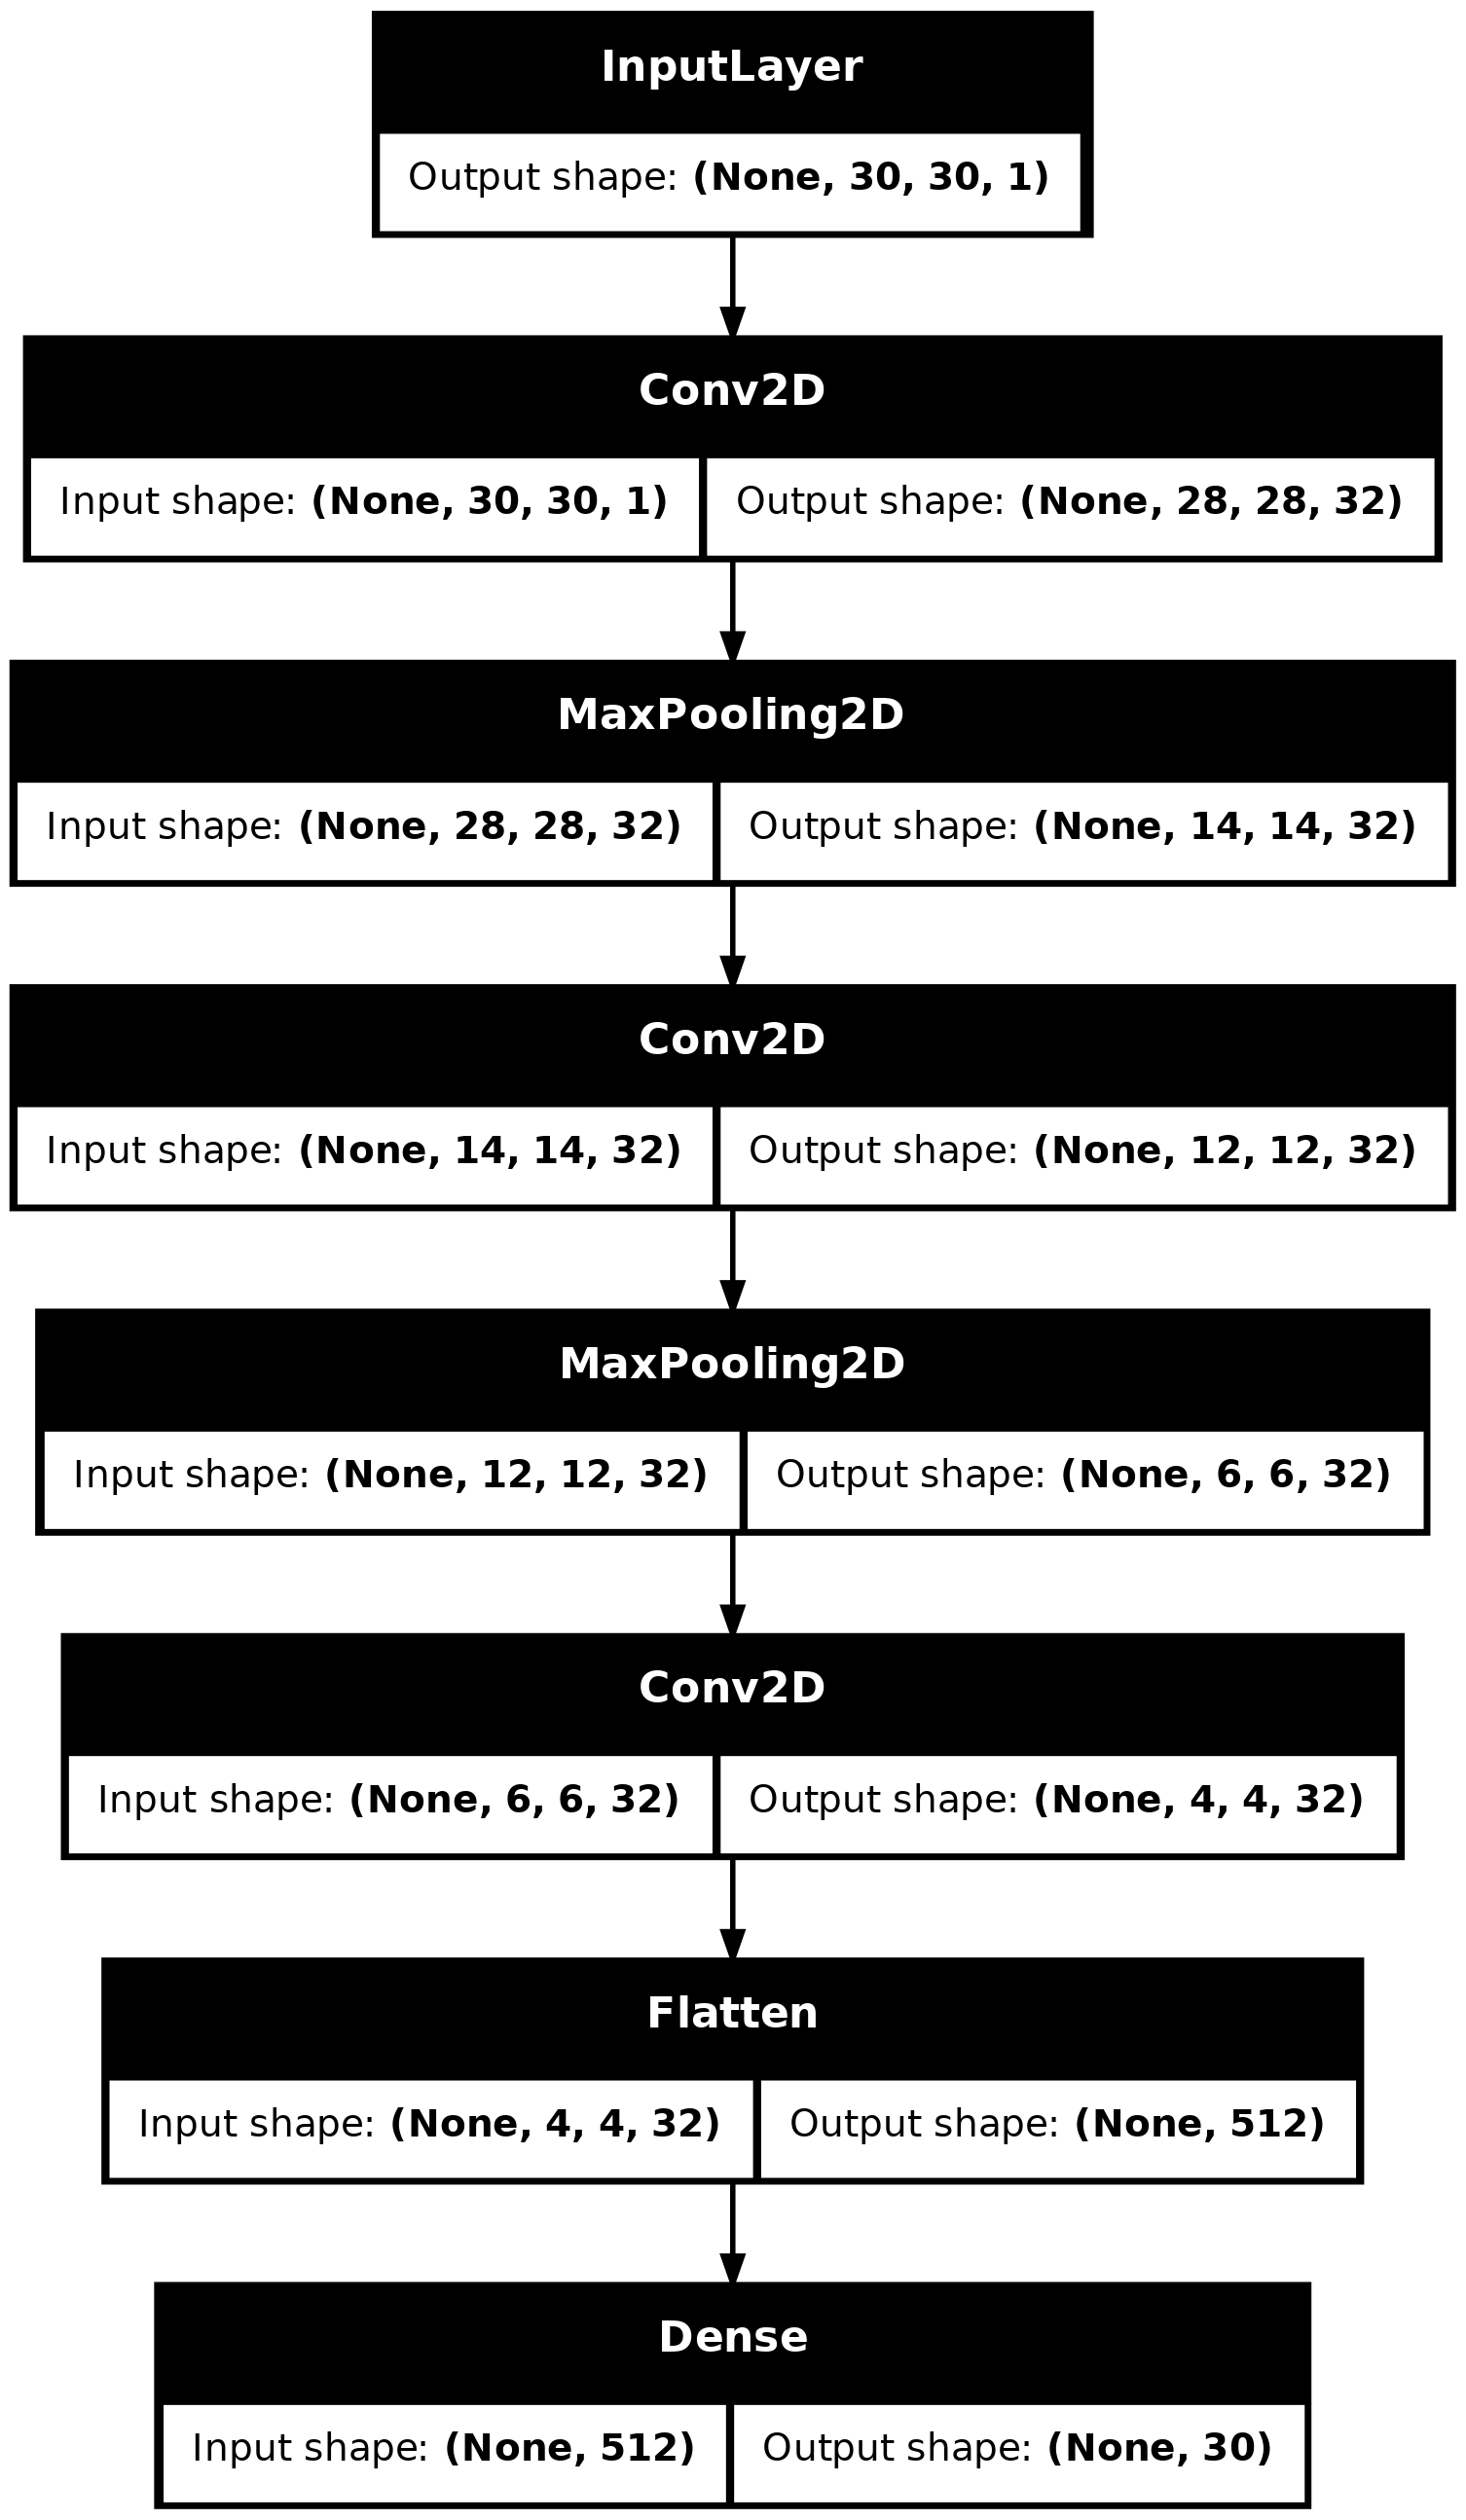 InputLayer
Output shape: (None, 30, 30, 1)
Conv2D
Input shape: (None, 30, 30, 1) Output shape: (None, 28, 28, 32)
MaxPooling2D
Input shape: (None, 28, 28, 32) Output shape: (None, 14, 14, 32)
Conv2D
Input shape: (None, 14, 14, 32) Output shape: (None, 12, 12, 32)
MaxPooling2D
Input shape: (None, 12, 12, 32) Output shape: (None, 6, 6, 32)
Conv2D
Input shape: (None, 6, 6, 32) Output shape: (None, 4, 4, 32)
Flatten
Input shape: (None, 4, 4, 32) Output shape: (None, 512)
Dense
Input shape: (None, 512) Output shape: (None, 30)